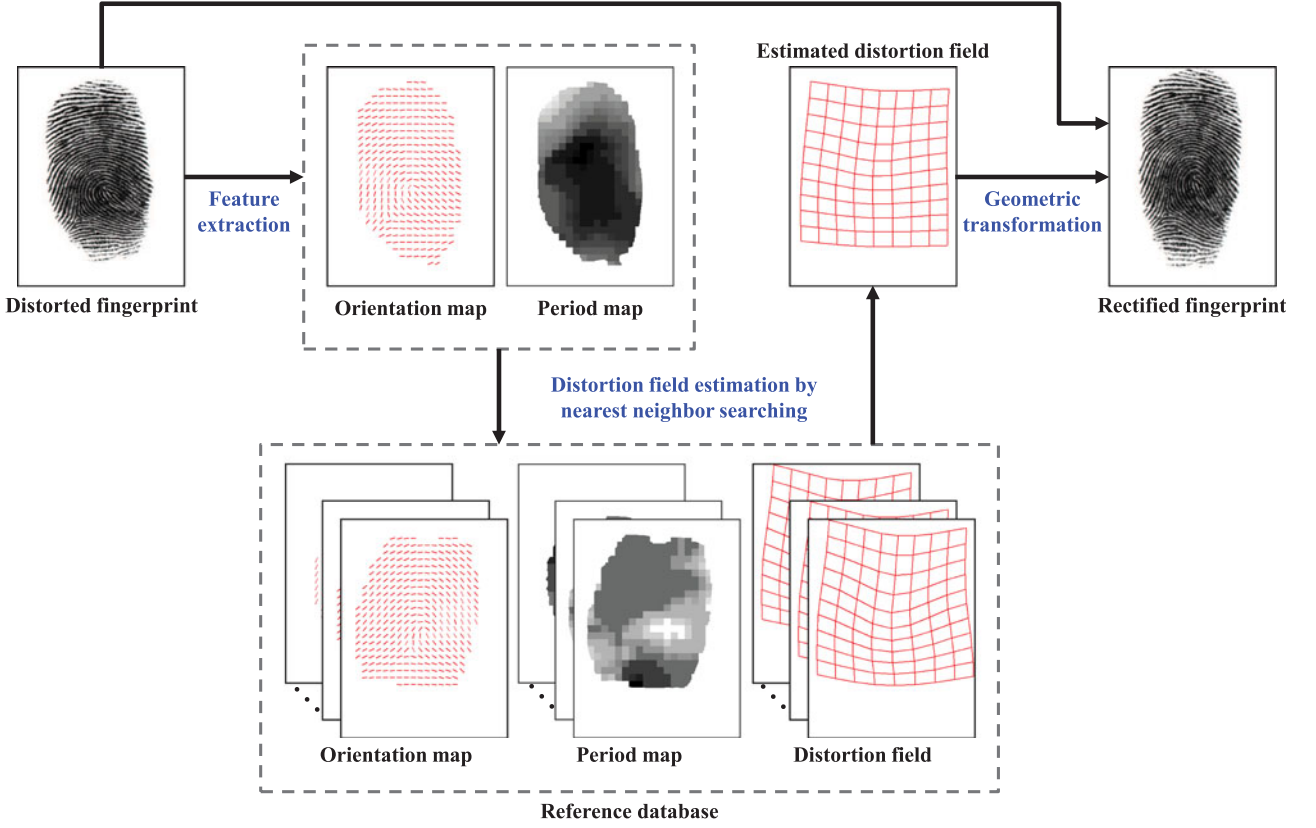 Estimated distortion field
Feature
extraction
Geometric
transformation
Distorted fingerprint
Orientation map
Period map
Rectified fingerprint
Distortion field estimation by
nearest neighbor searching
Orientation map
Period map
Distortion field
Reference database